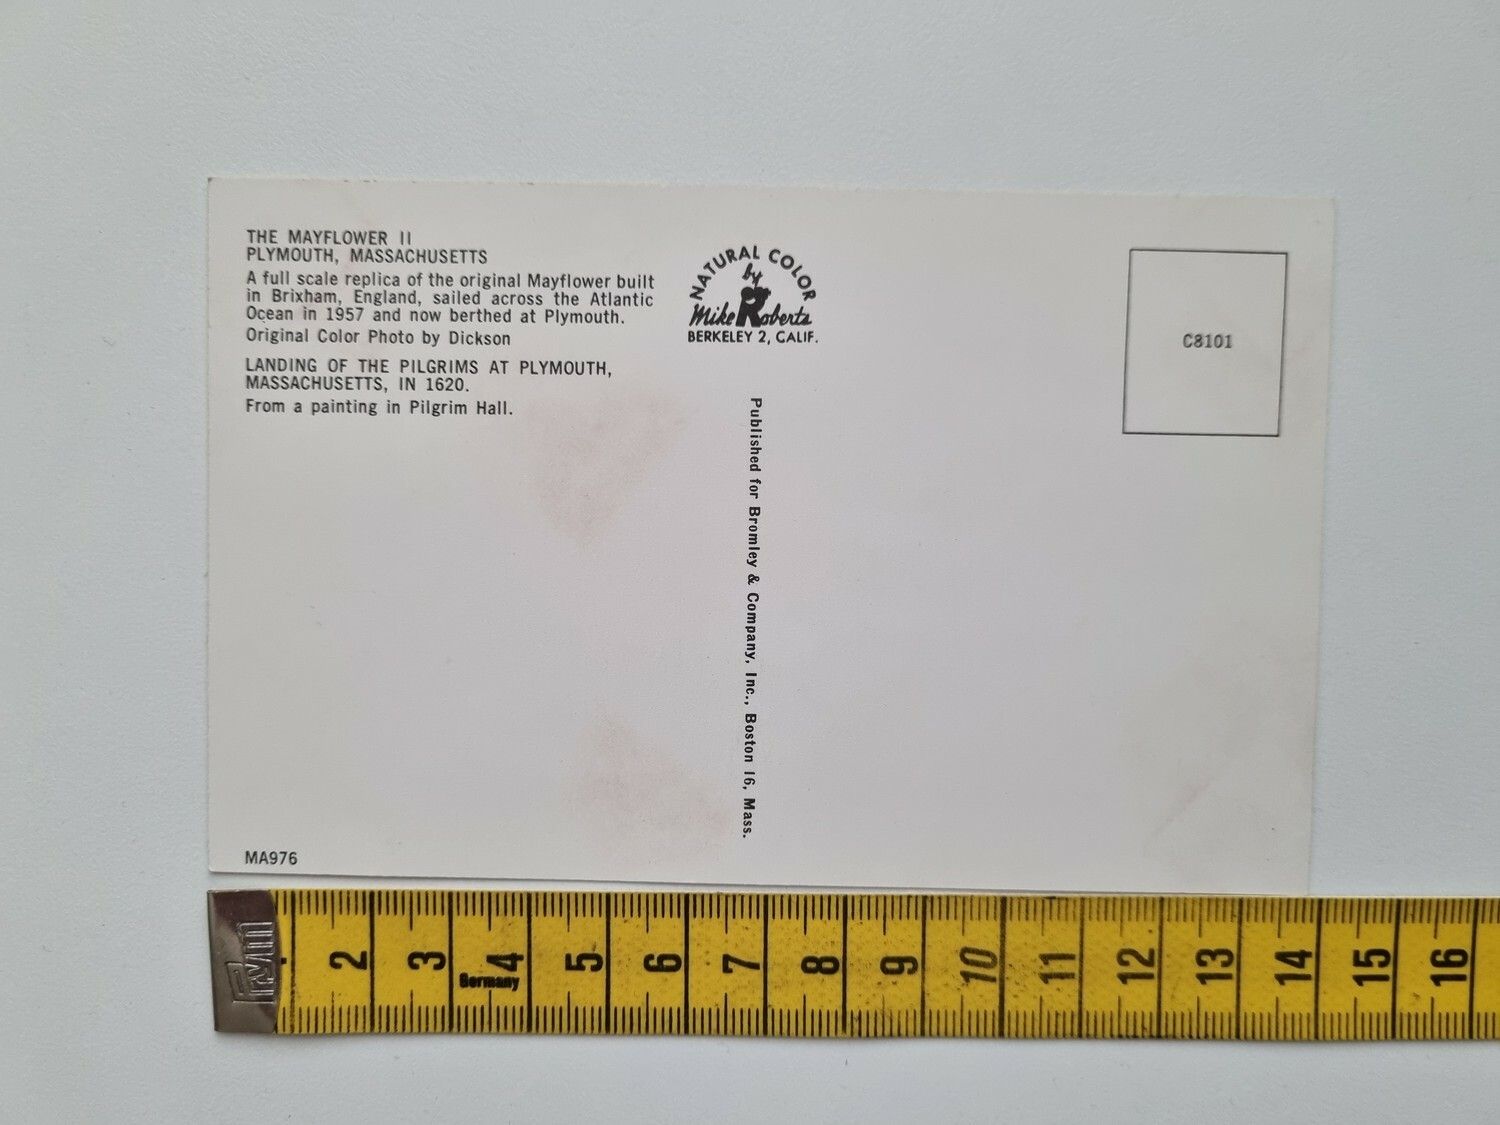 THE MAYFLOWER II
PLYMOUTH, MASSACHUSETTS
A full scale replica of the original Mayflower built
in Brixham, England, sailed across the Atlantic
Ocean in 1957 and now berthed at Plymouth.
Original Color Photo by Dickson
LANDING OF THE PILGRIMS AT PLYMOUTH,
MASSACHUSETTS, IN 1620.
From a painting in Pilgrim Hall.
MA976
NATURAL COLOR
by
Mike Roberts
BERKELEY 2, CALIF.
Published for Bromley & Company, Inc., Boston 16, Mass.
C8101
Prym
2 3 4 5 6 7 8 9 10 11 12 13 14 15 16
Germany